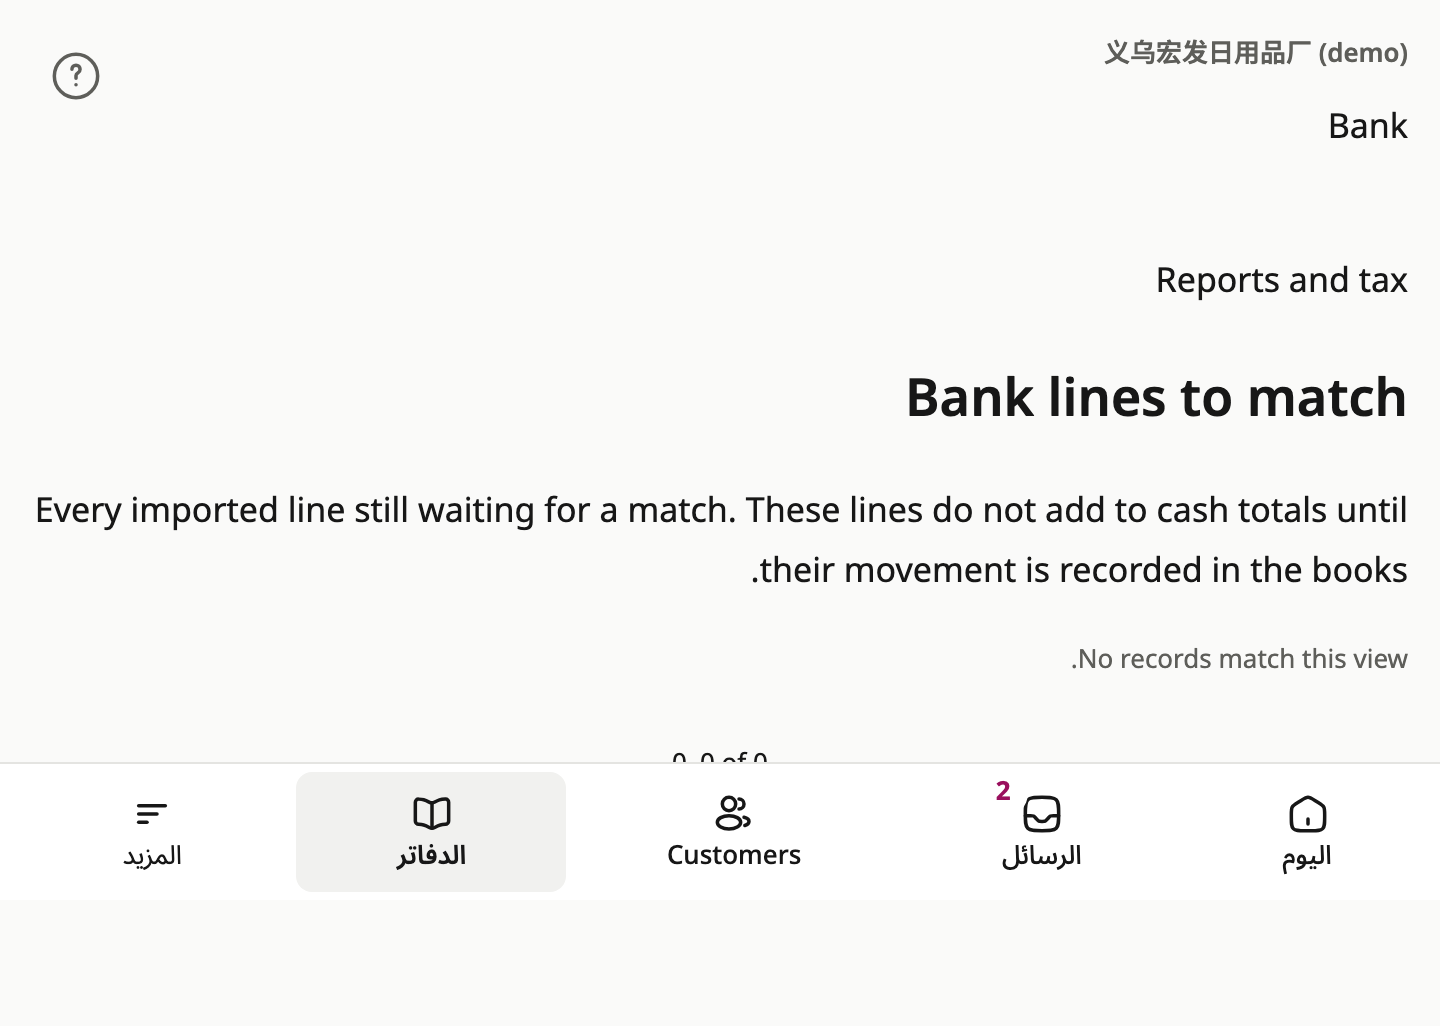 义乌宏发日用品厂 (demo)
Bank
Reports and tax
Bank lines to match
Every imported line still waiting for a match. These lines do not add to cash totals until
.their movement is recorded in the books
.No records match this view
اليوم
2
الرسائل
Customers
الدفاتر
المزيد